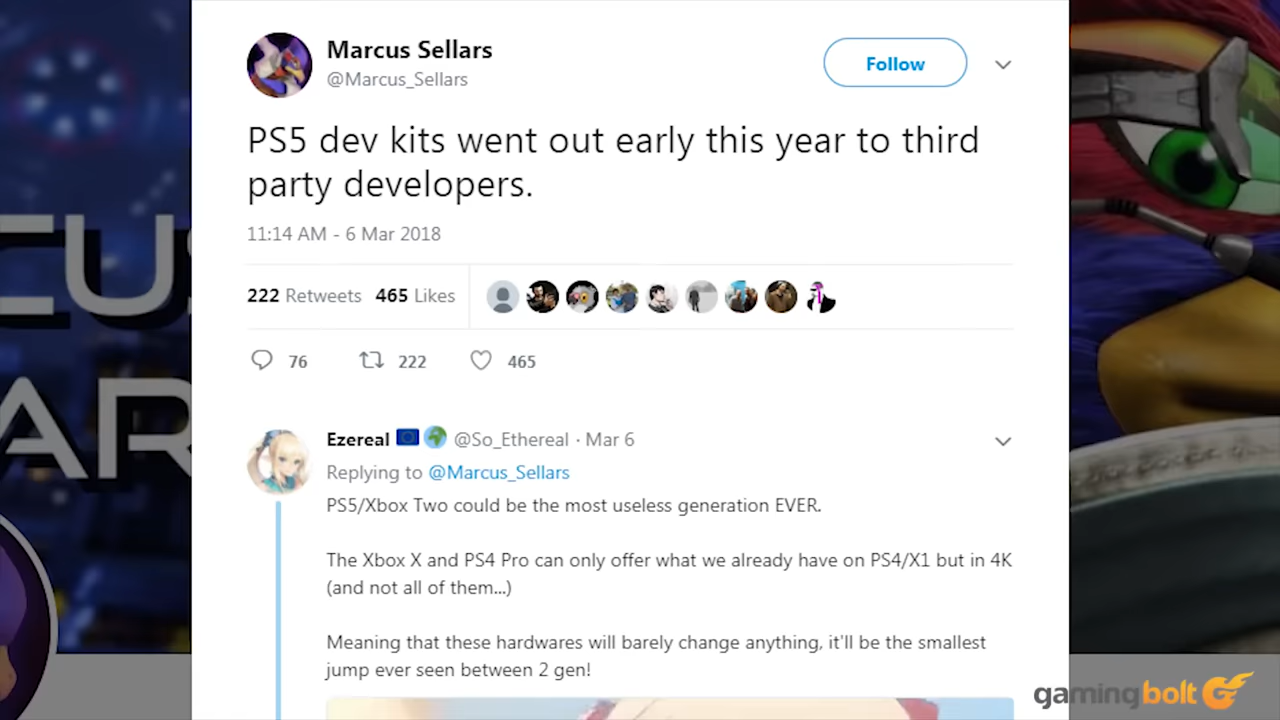 Marcus Sellars
@Marcus_Sellars
Follow
PS5 dev kits went out early this year to third
party developers.
11:14 AM - 6 Mar 2018
222 Retweets 465 Likes
76 222 465
Ezereal @So_Ethereal · Mar 6
Replying to @Marcus_Sellars
PS5/Xbox Two could be the most useless generation EVER.
The Xbox X and PS4 Pro can only offer what we already have on PS4/X1 but in 4K
(and not all of them...)
Meaning that these hardwares will barely change anything, it'll be the smallest
jump ever seen between 2 gen!
gamingbolt